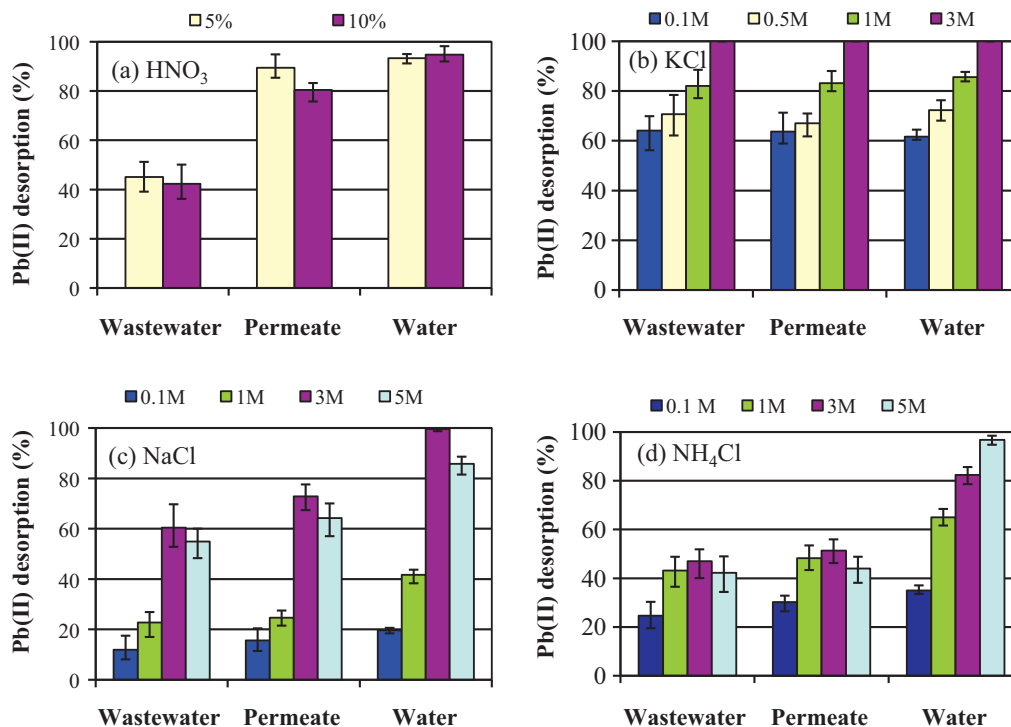 5% 10%
Pb(II) desorption (%)
100
80
60
40
20
0
(a) HNO₃
Wastewater Permeate Water
0.1M 0.5M 1M 3M
Pb(II) desorption (%)
100
80
60
40
20
0
(b) KCl
Wastewater Permeate Water
0.1M 1M 3M 5M
Pb(II) desorption (%)
100
80
60
40
20
0
(c) NaCl
Wastewater Permeate Water
0.1 M 1M 3M 5M
Pb(II) desorption (%)
100
80
60
40
20
0
(d) NH₄Cl
Wastewater Permeate Water